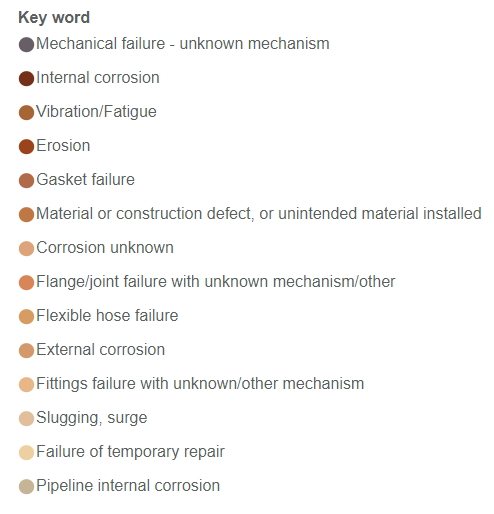 Key word
Mechanical failure - unknown mechanism
Internal corrosion
Vibration/Fatigue
Erosion
Gasket failure
Material or construction defect, or unintended material installed
Corrosion unknown
Flange/joint failure with unknown mechanism/other
Flexible hose failure
External corrosion
Fittings failure with unknown/other mechanism
Slugging, surge
Failure of temporary repair
Pipeline internal corrosion